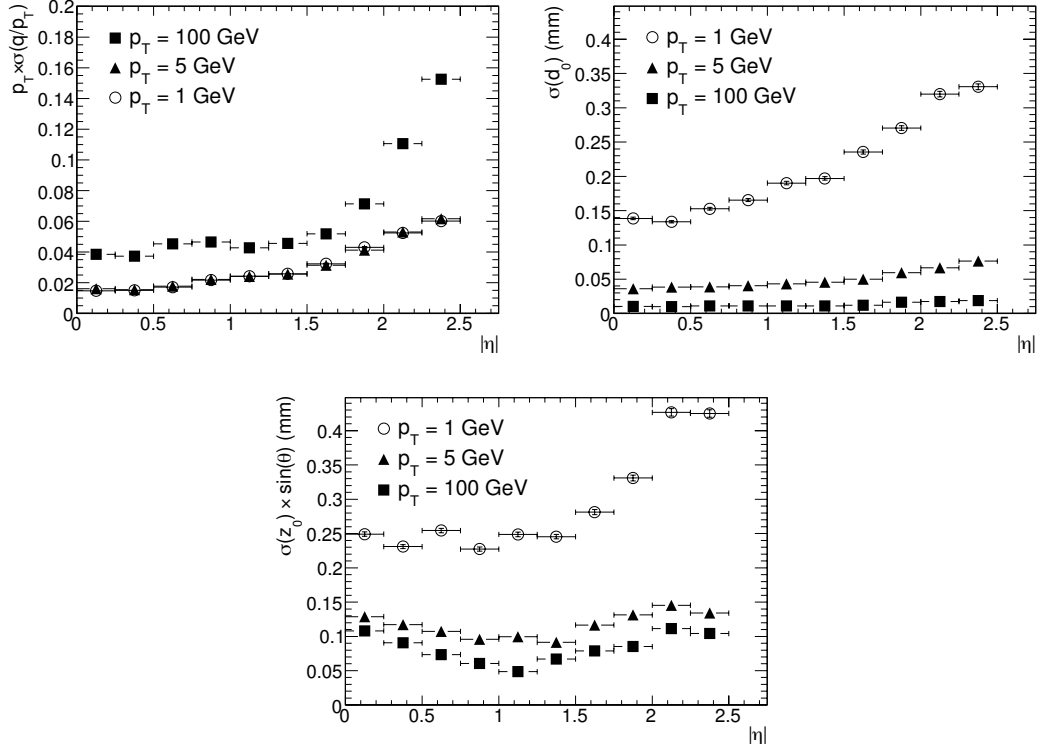 p_T×σ(q/p_T)
0.2
0.18
0.16
0.14
0.12
0.1
0.08
0.06
0.04
0.02
0
p_T = 100 GeV
p_T = 5 GeV
p_T = 1 GeV
0 0.5 1 1.5 2 2.5
|η|
σ(d_0) (mm)
0.4
0.35
0.3
0.25
0.2
0.15
0.1
0.05
0
p_T = 1 GeV
p_T = 5 GeV
p_T = 100 GeV
0 0.5 1 1.5 2 2.5
|η|
σ(z_0) × sin(θ) (mm)
0.4
0.35
0.3
0.25
0.2
0.15
0.1
0.05
0
p_T = 1 GeV
p_T = 5 GeV
p_T = 100 GeV
0 0.5 1 1.5 2 2.5
|η|